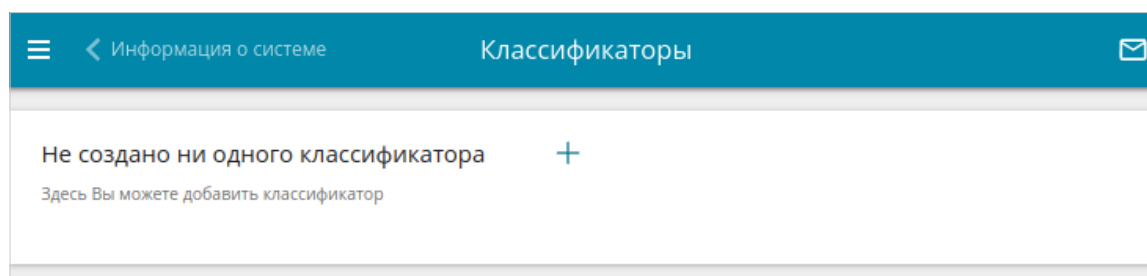 Информация о системе
Классификаторы
Не создано ни одного классификатора
Здесь Вы можете добавить классификатор